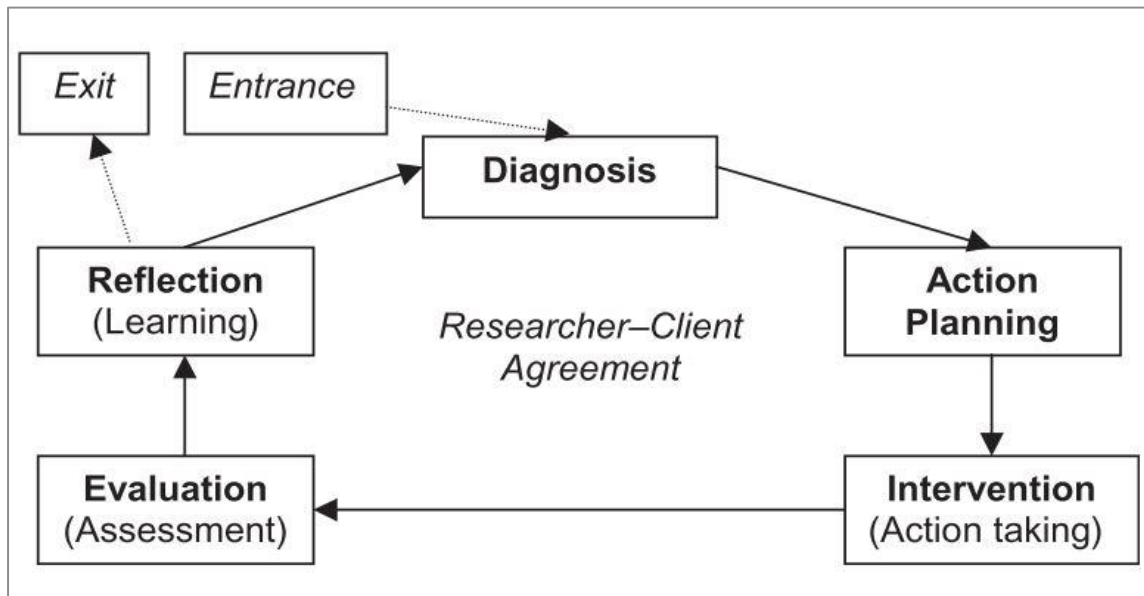 Exit
Entrance
Diagnosis
Reflection
(Learning)
Action
Planning
Researcher–Client
Agreement
Evaluation
(Assessment)
Intervention
(Action taking)